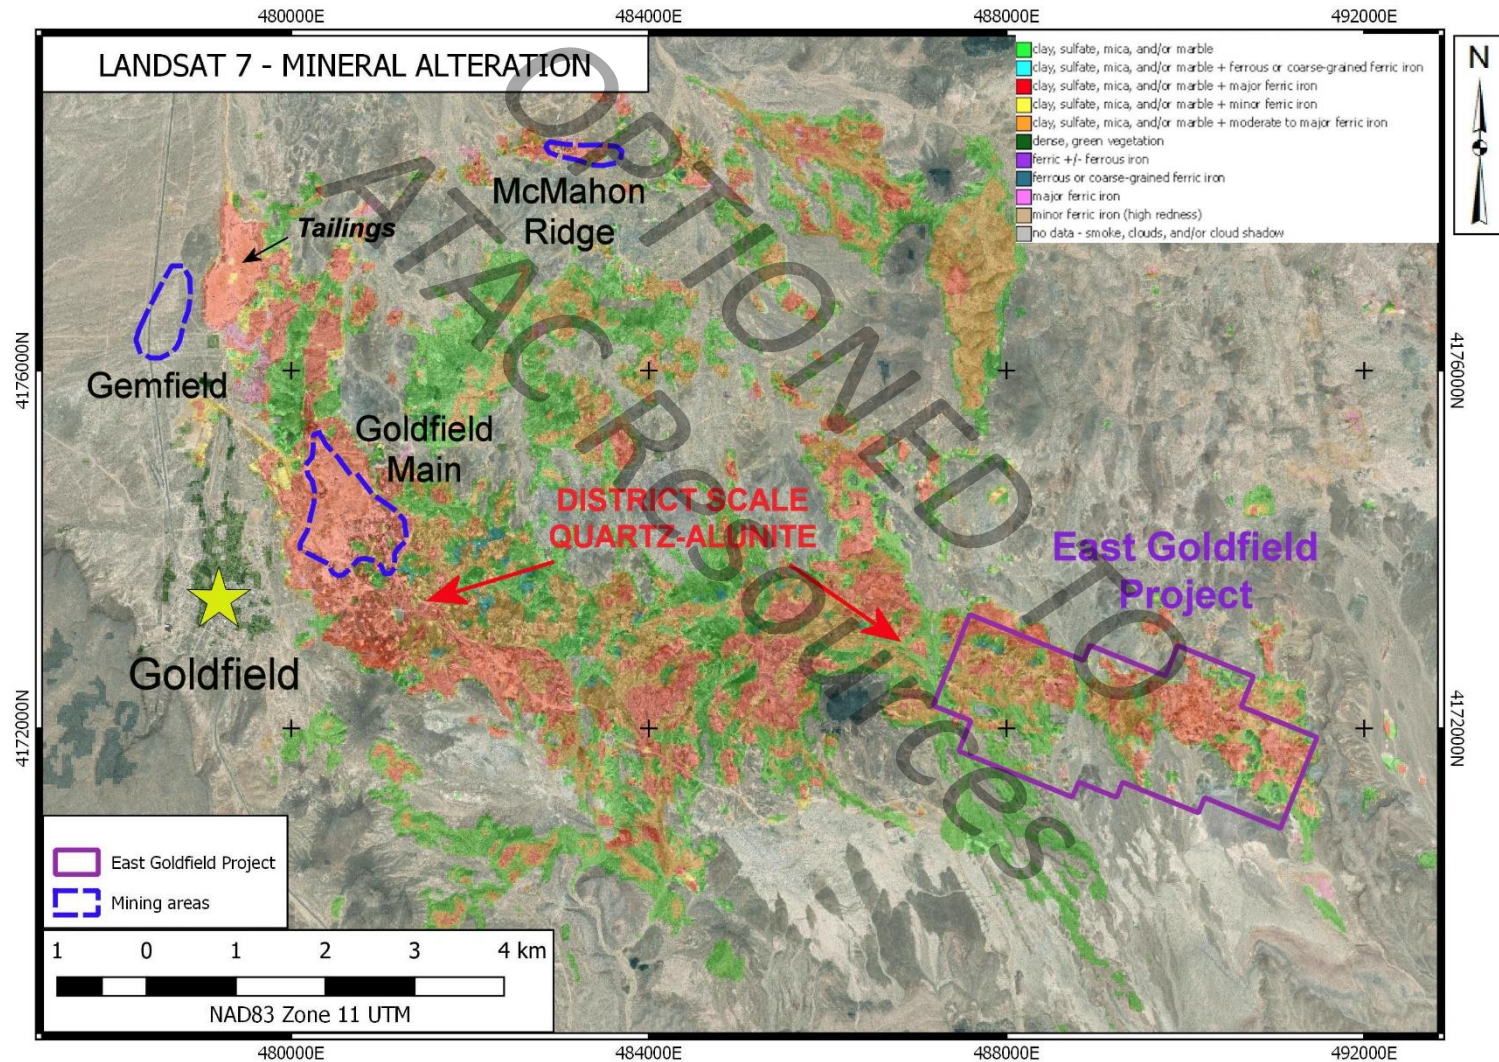 480000E
484000E
488000E
492000E
LANDSAT 7 - MINERAL ALTERATION
clay, sulfate, mica, and/or marble
clay, sulfate, mica, and/or marble + ferrous or coarse-grained ferric iron
clay, sulfate, mica, and/or marble + major ferric iron
clay, sulfate, mica, and/or marble + minor ferric iron
clay, sulfate, mica, and/or marble + moderate to major ferric iron
dense, green vegetation
ferric +/- ferrous iron
ferrous or coarse-grained ferric iron
major ferric iron
minor ferric iron (high redness)
no data - smoke, clouds, and/or cloud shadow
N
OPTIONED TO
ATAC Resources
McMahon
Ridge
Tailings
4176000N
4176000N
Gemfield
Goldfield
Main
DISTRICT SCALE
QUARTZ-ALUNITE
East Goldfield
Project
Goldfield
4172000N
4172000N
East Goldfield Project
Mining areas
1 0 1 2 3 4 km
NAD83 Zone 11 UTM
480000E
484000E
488000E
492000E